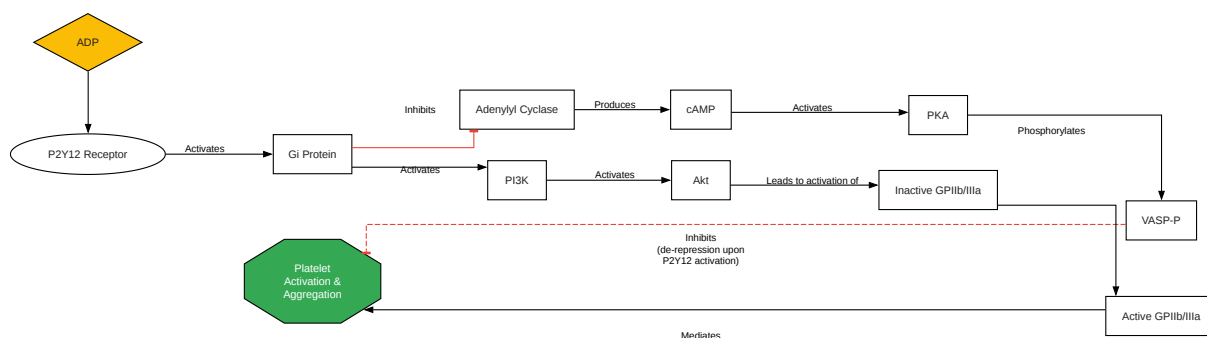 ADP
P2Y12 Receptor
Activates
Gi Protein
Inhibits
Adenylyl Cyclase
Produces
cAMP
Activates
PKA
Phosphorylates
Activates
PI3K
Activates
Akt
Leads to activation of
Inactive GPIIb/IIIa
VASP-P
Inhibits
(de-repression upon
P2Y12 activation)
Platelet
Activation &
Aggregation
Active GPIIb/IIIa
Mediates